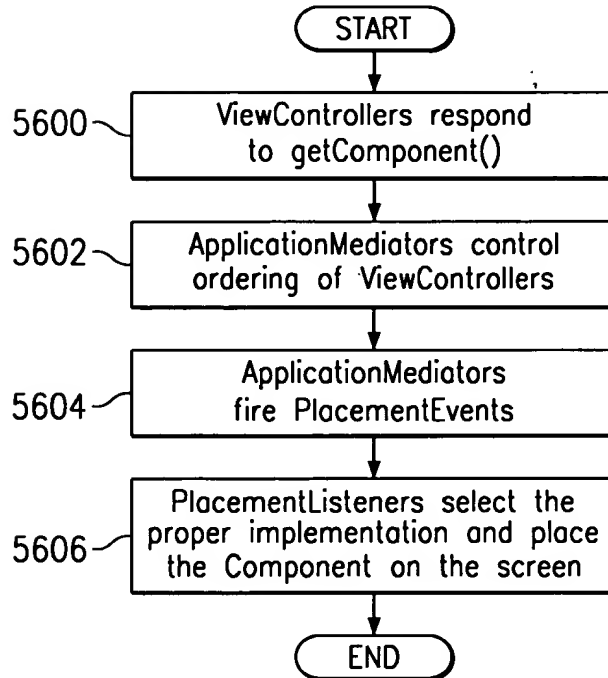 START
5600
ViewControllers respond
to getComponent()
5602
ApplicationMediators control
ordering of ViewControllers
5604
ApplicationMediators
fire PlacementEvents
5606
PlacementListeners select the
proper implementation and place
the Component on the screen
END